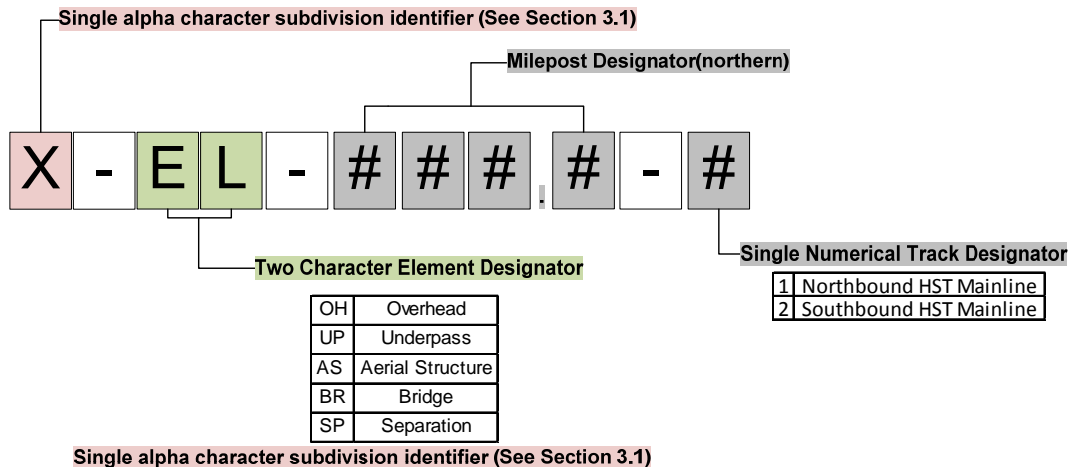 Single alpha character subdivision identifier (See Section 3.1)
Milepost Designator(northern)
X - E L - # # # . # - #
Two Character Element Designator
Single Numerical Track Designator
1 Northbound HST Mainline
2 Southbound HST Mainline
OH Overhead
UP Underpass
AS Aerial Structure
BR Bridge
SP Separation
Single alpha character subdivision identifier (See Section 3.1)